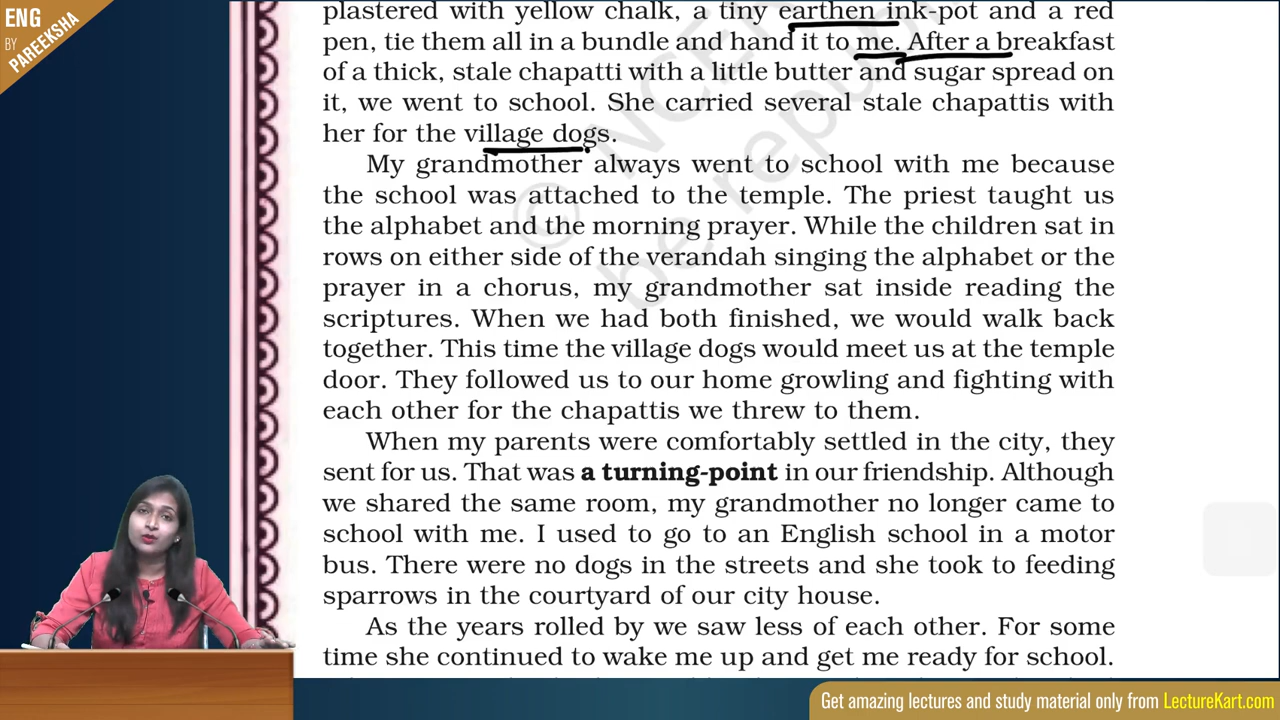 ENG
BY
PAREEKSHA
plastered with yellow chalk, a tiny earthen ink-pot and a red
pen, tie them all in a bundle and hand it to me. After a breakfast
of a thick, stale chapatti with a little butter and sugar spread on
it, we went to school. She carried several stale chapattis with
her for the village dogs.
My grandmother always went to school with me because
the school was attached to the temple. The priest taught us
the alphabet and the morning prayer. While the children sat in
rows on either side of the verandah singing the alphabet or the
prayer in a chorus, my grandmother sat inside reading the
scriptures. When we had both finished, we would walk back
together. This time the village dogs would meet us at the temple
door. They followed us to our home growling and fighting with
each other for the chapattis we threw to them.
When my parents were comfortably settled in the city, they
sent for us. That was a turning-point in our friendship. Although
we shared the same room, my grandmother no longer came to
school with me. I used to go to an English school in a motor
bus. There were no dogs in the streets and she took to feeding
sparrows in the courtyard of our city house.
As the years rolled by we saw less of each other. For some
time she continued to wake me up and get me ready for school.
© NCE
be repu
Get amazing lectures and study material only from LectureKart.com